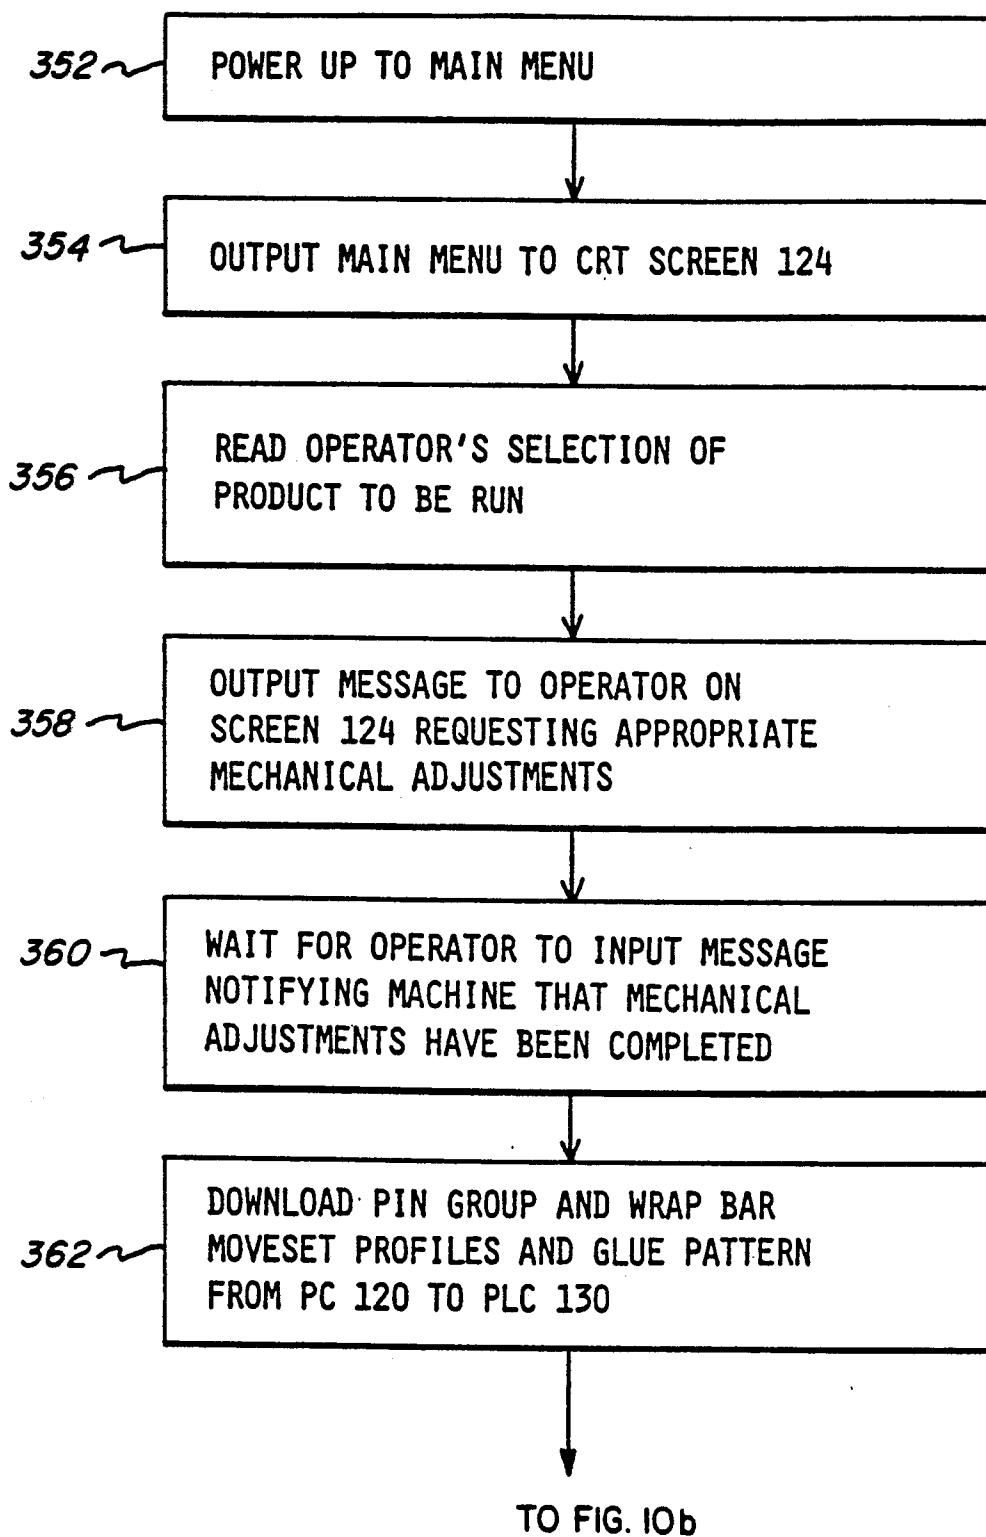 352
POWER UP TO MAIN MENU
354
OUTPUT MAIN MENU TO CRT SCREEN 124
356
READ OPERATOR'S SELECTION OF
PRODUCT TO BE RUN
358
OUTPUT MESSAGE TO OPERATOR ON
SCREEN 124 REQUESTING APPROPRIATE
MECHANICAL ADJUSTMENTS
360
WAIT FOR OPERATOR TO INPUT MESSAGE
NOTIFYING MACHINE THAT MECHANICAL
ADJUSTMENTS HAVE BEEN COMPLETED
362
DOWNLOAD PIN GROUP AND WRAP BAR
MOVESET PROFILES AND GLUE PATTERN
FROM PC 120 TO PLC 130
TO FIG. 10b